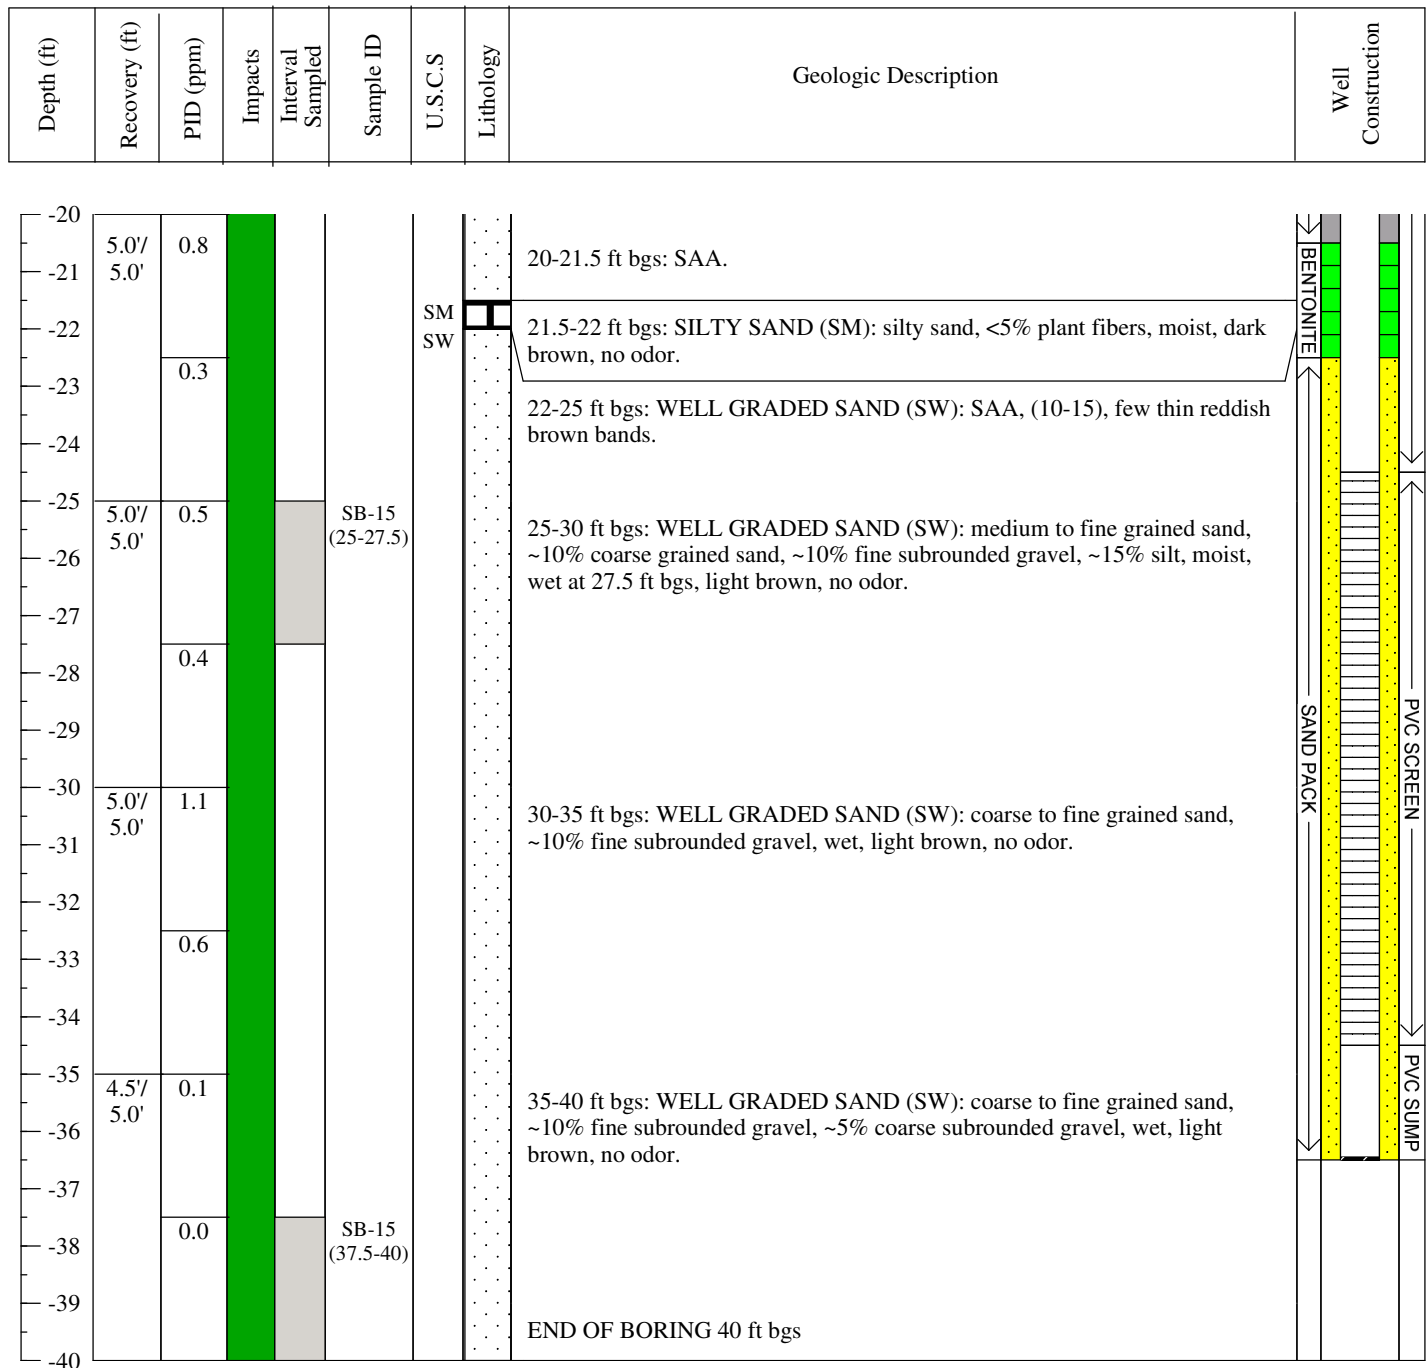 Depth (ft)
Recovery (ft)
PID (ppm)
Impacts
Interval
Sampled
Sample ID
U.S.C.S
Lithology
Geologic Description
Well
Construction
-20
5.0'/
5.0'
0.8
20-21.5 ft bgs: SAA.
-21
BENTONITE
SM
21.5-22 ft bgs: SILTY SAND (SM): silty sand, <5% plant fibers, moist, dark
brown, no odor.
-22
SW
0.3
-23
22-25 ft bgs: WELL GRADED SAND (SW): SAA, (10-15), few thin reddish
brown bands.
-24
-25
5.0'/
5.0'
0.5
SB-15
(25-27.5)
25-30 ft bgs: WELL GRADED SAND (SW): medium to fine grained sand,
~10% coarse grained sand, ~10% fine subrounded gravel, ~15% silt, moist,
wet at 27.5 ft bgs, light brown, no odor.
-26
-27
0.4
-28
-29
SAND PACK
PVC SCREEN
-30
5.0'/
5.0'
1.1
30-35 ft bgs: WELL GRADED SAND (SW): coarse to fine grained sand,
~10% fine subrounded gravel, wet, light brown, no odor.
-31
-32
0.6
-33
-34
-35
4.5'/
5.0'
0.1
35-40 ft bgs: WELL GRADED SAND (SW): coarse to fine grained sand,
~10% fine subrounded gravel, ~5% coarse subrounded gravel, wet, light
brown, no odor.
PVC SUMP
-36
-37
0.0
SB-15
(37.5-40)
-38
-39
END OF BORING 40 ft bgs
-40